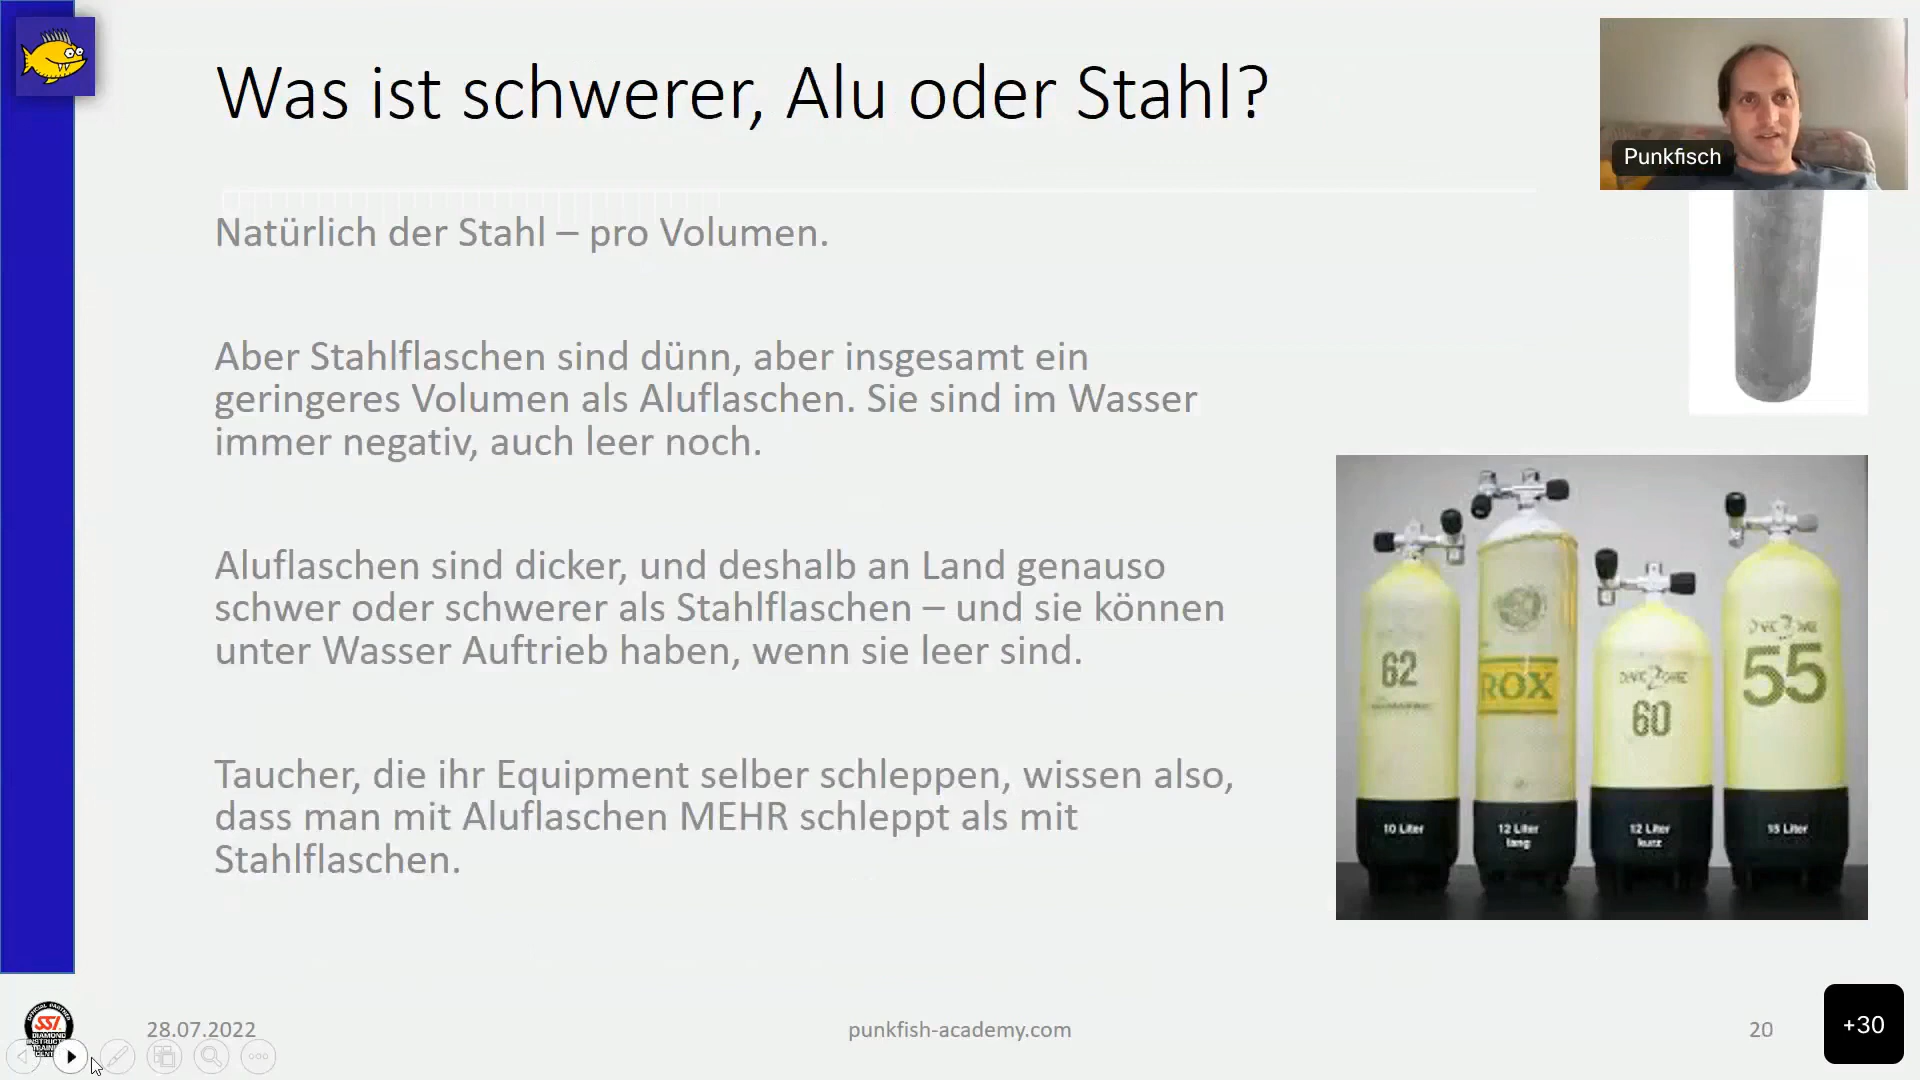 Was ist schwerer, Alu oder Stahl?
Punkfisch
Natürlich der Stahl – pro Volumen.
Aber Stahlflaschen sind dünn, aber insgesamt ein
geringeres Volumen als Aluflaschen. Sie sind im Wasser
immer negativ, auch leer noch.
Aluflaschen sind dicker, und deshalb an Land genauso
schwer oder schwerer als Stahlflaschen – und sie können
unter Wasser Auftrieb haben, wenn sie leer sind.
Taucher, die ihr Equipment selber schleppen, wissen also,
dass man mit Aluflaschen MEHR schleppt als mit
Stahlflaschen.
62
ROX
60
55
10 Liter
12 Liter
lang
12 Liter
kurz
15 Liter
SSI
DIAMOND
28.07.2022
punkfish-academy.com
20
+30